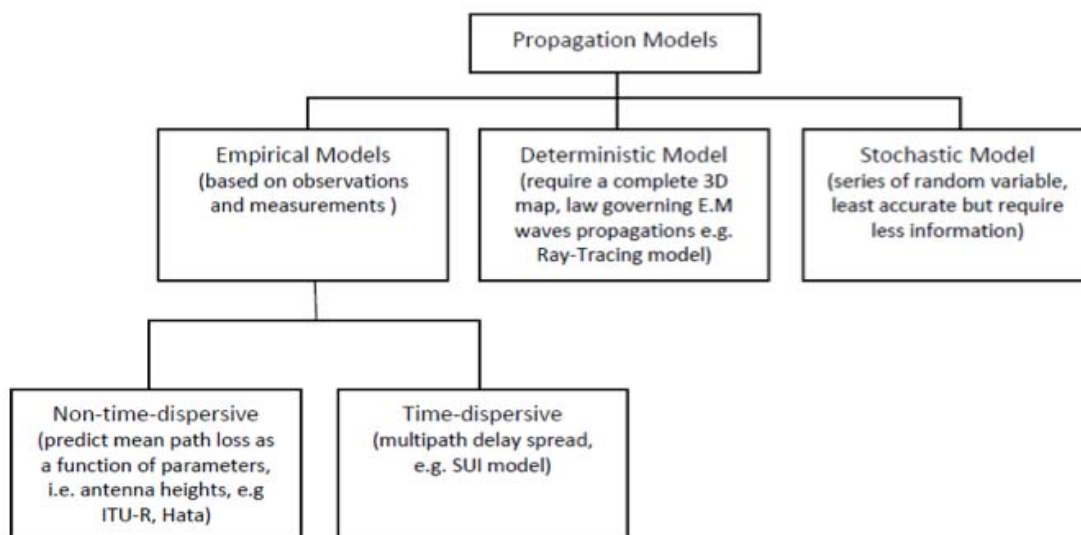 Propagation Models
Empirical Models
(based on observations
and measurements )
Deterministic Model
(require a complete 3D
map, law governing E.M
waves propagations e.g.
Ray-Tracing model)
Stochastic Model
(series of random variable,
least accurate but require
less information)
Non-time-dispersive
(predict mean path loss as
a function of parameters,
i.e. antenna heights, e.g
ITU-R, Hata)
Time-dispersive
(multipath delay spread,
e.g. SUI model)